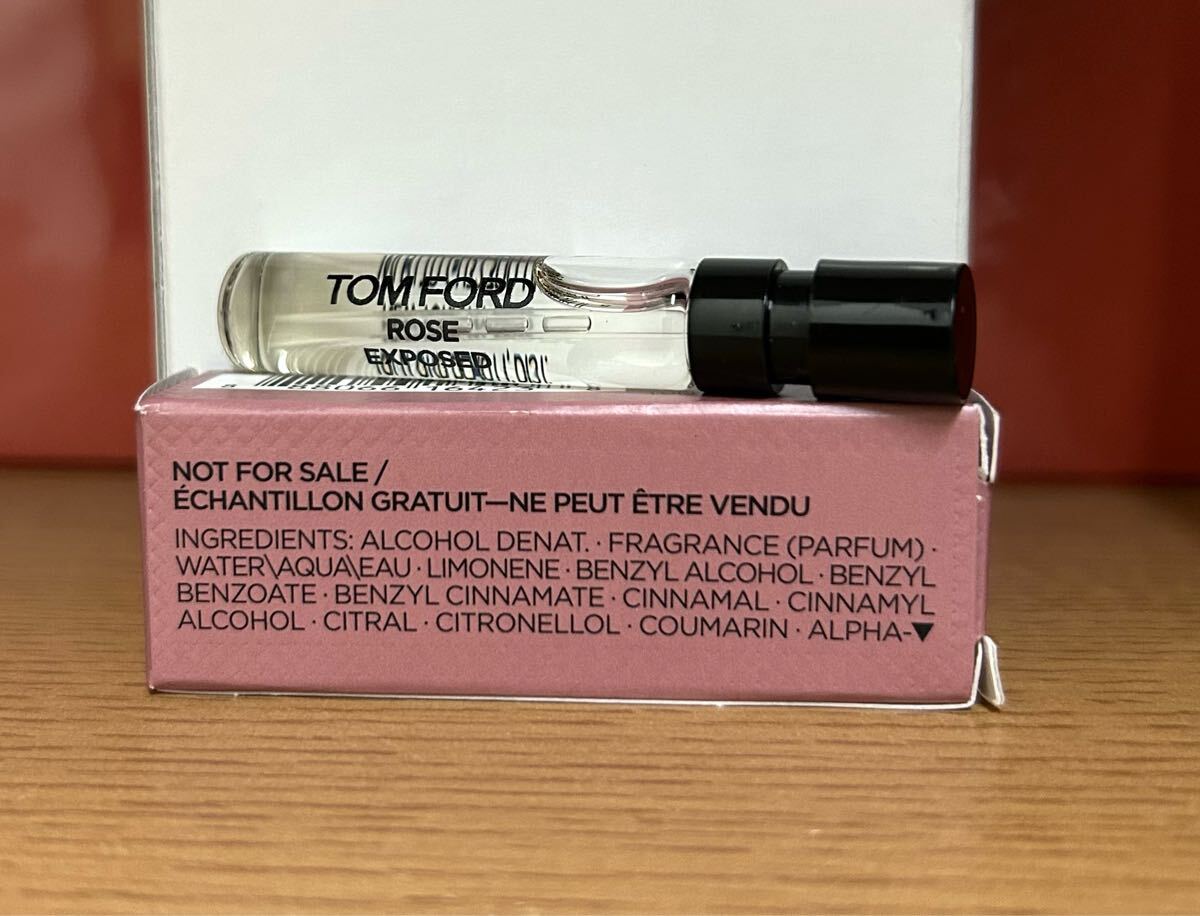 TOM FORD
ROSE
EXPOSED
NOT FOR SALE /
ÉCHANTILLON GRATUIT—NE PEUT ÊTRE VENDU
INGREDIENTS: ALCOHOL DENAT. · FRAGRANCE (PARFUM) ·
WATER\AQUA\EAU · LIMONENE · BENZYL ALCOHOL · BENZYL
BENZOATE · BENZYL CINNAMATE · CINNAMAL · CINNAMYL
ALCOHOL · CITRAL · CITRONELLOL · COUMARIN · ALPHA-▼